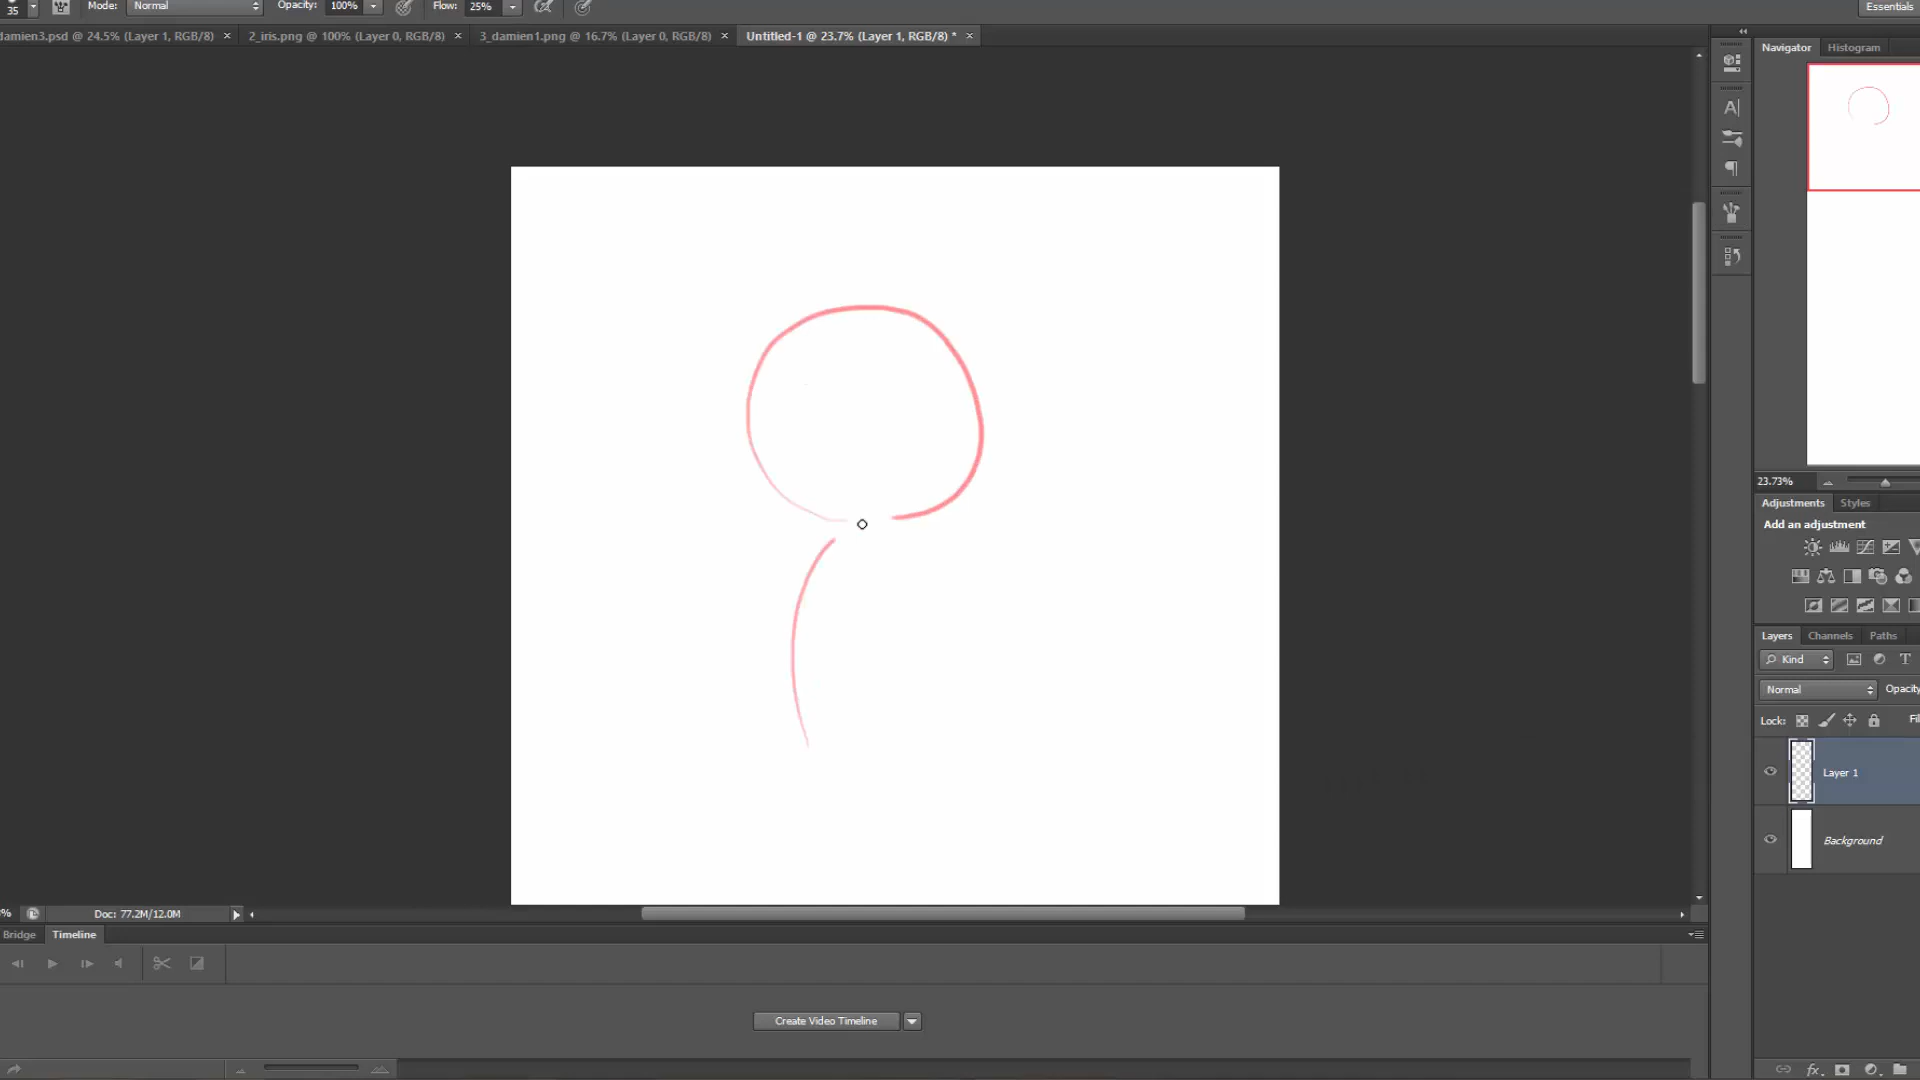 35 Mode: Normal Opacity: 100% Flow: 25% Essentials
damien3.psd @ 24.5% (Layer 1, RGB/8) × 2_iris.png @ 100% (Layer 0, RGB/8) × 3_damien1.png @ 16.7% (Layer 0, RGB/8) × Untitled-1 @ 23.7% (Layer 1, RGB/8) * ×
Navigator Histogram
23.73%
Adjustments Styles
Add an adjustment
Layers Channels Paths
Kind
Normal Opacity
Lock: Fil
Layer 1
Background
% Doc: 77.2M/12.0M
Bridge Timeline
Create Video Timeline
fx